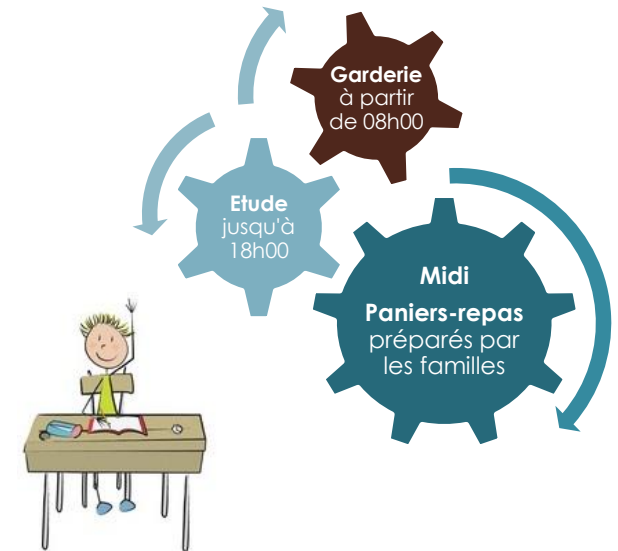 Garderie
à partir
de 08h00
Etude
jusqu'à
18h00
Midi
Paniers-repas
préparés par
les familles